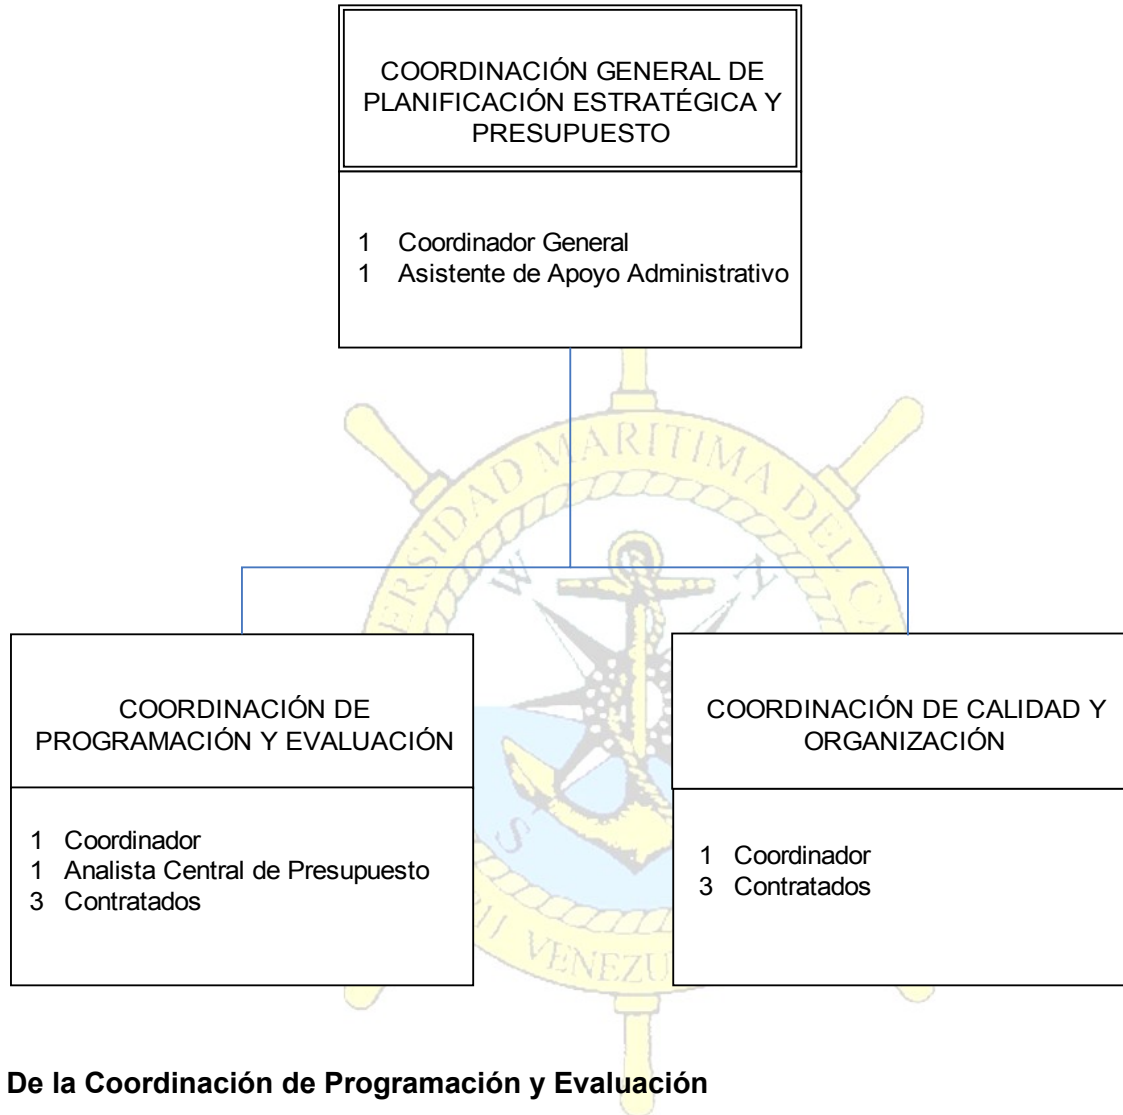 COORDINACIÓN GENERAL DE
PLANIFICACIÓN ESTRATÉGICA Y
PRESUPUESTO
1 Coordinador General
1 Asistente de Apoyo Administrativo
MARITIMA DEL
COORDINACIÓN DE
PROGRAMACIÓN Y EVALUACIÓN
1 Coordinador
1 Analista Central de Presupuesto
3 Contratados
COORDINACIÓN DE CALIDAD Y
ORGANIZACIÓN
1 Coordinador
3 Contratados
W
N
S
De la Coordinación de Programación y Evaluación